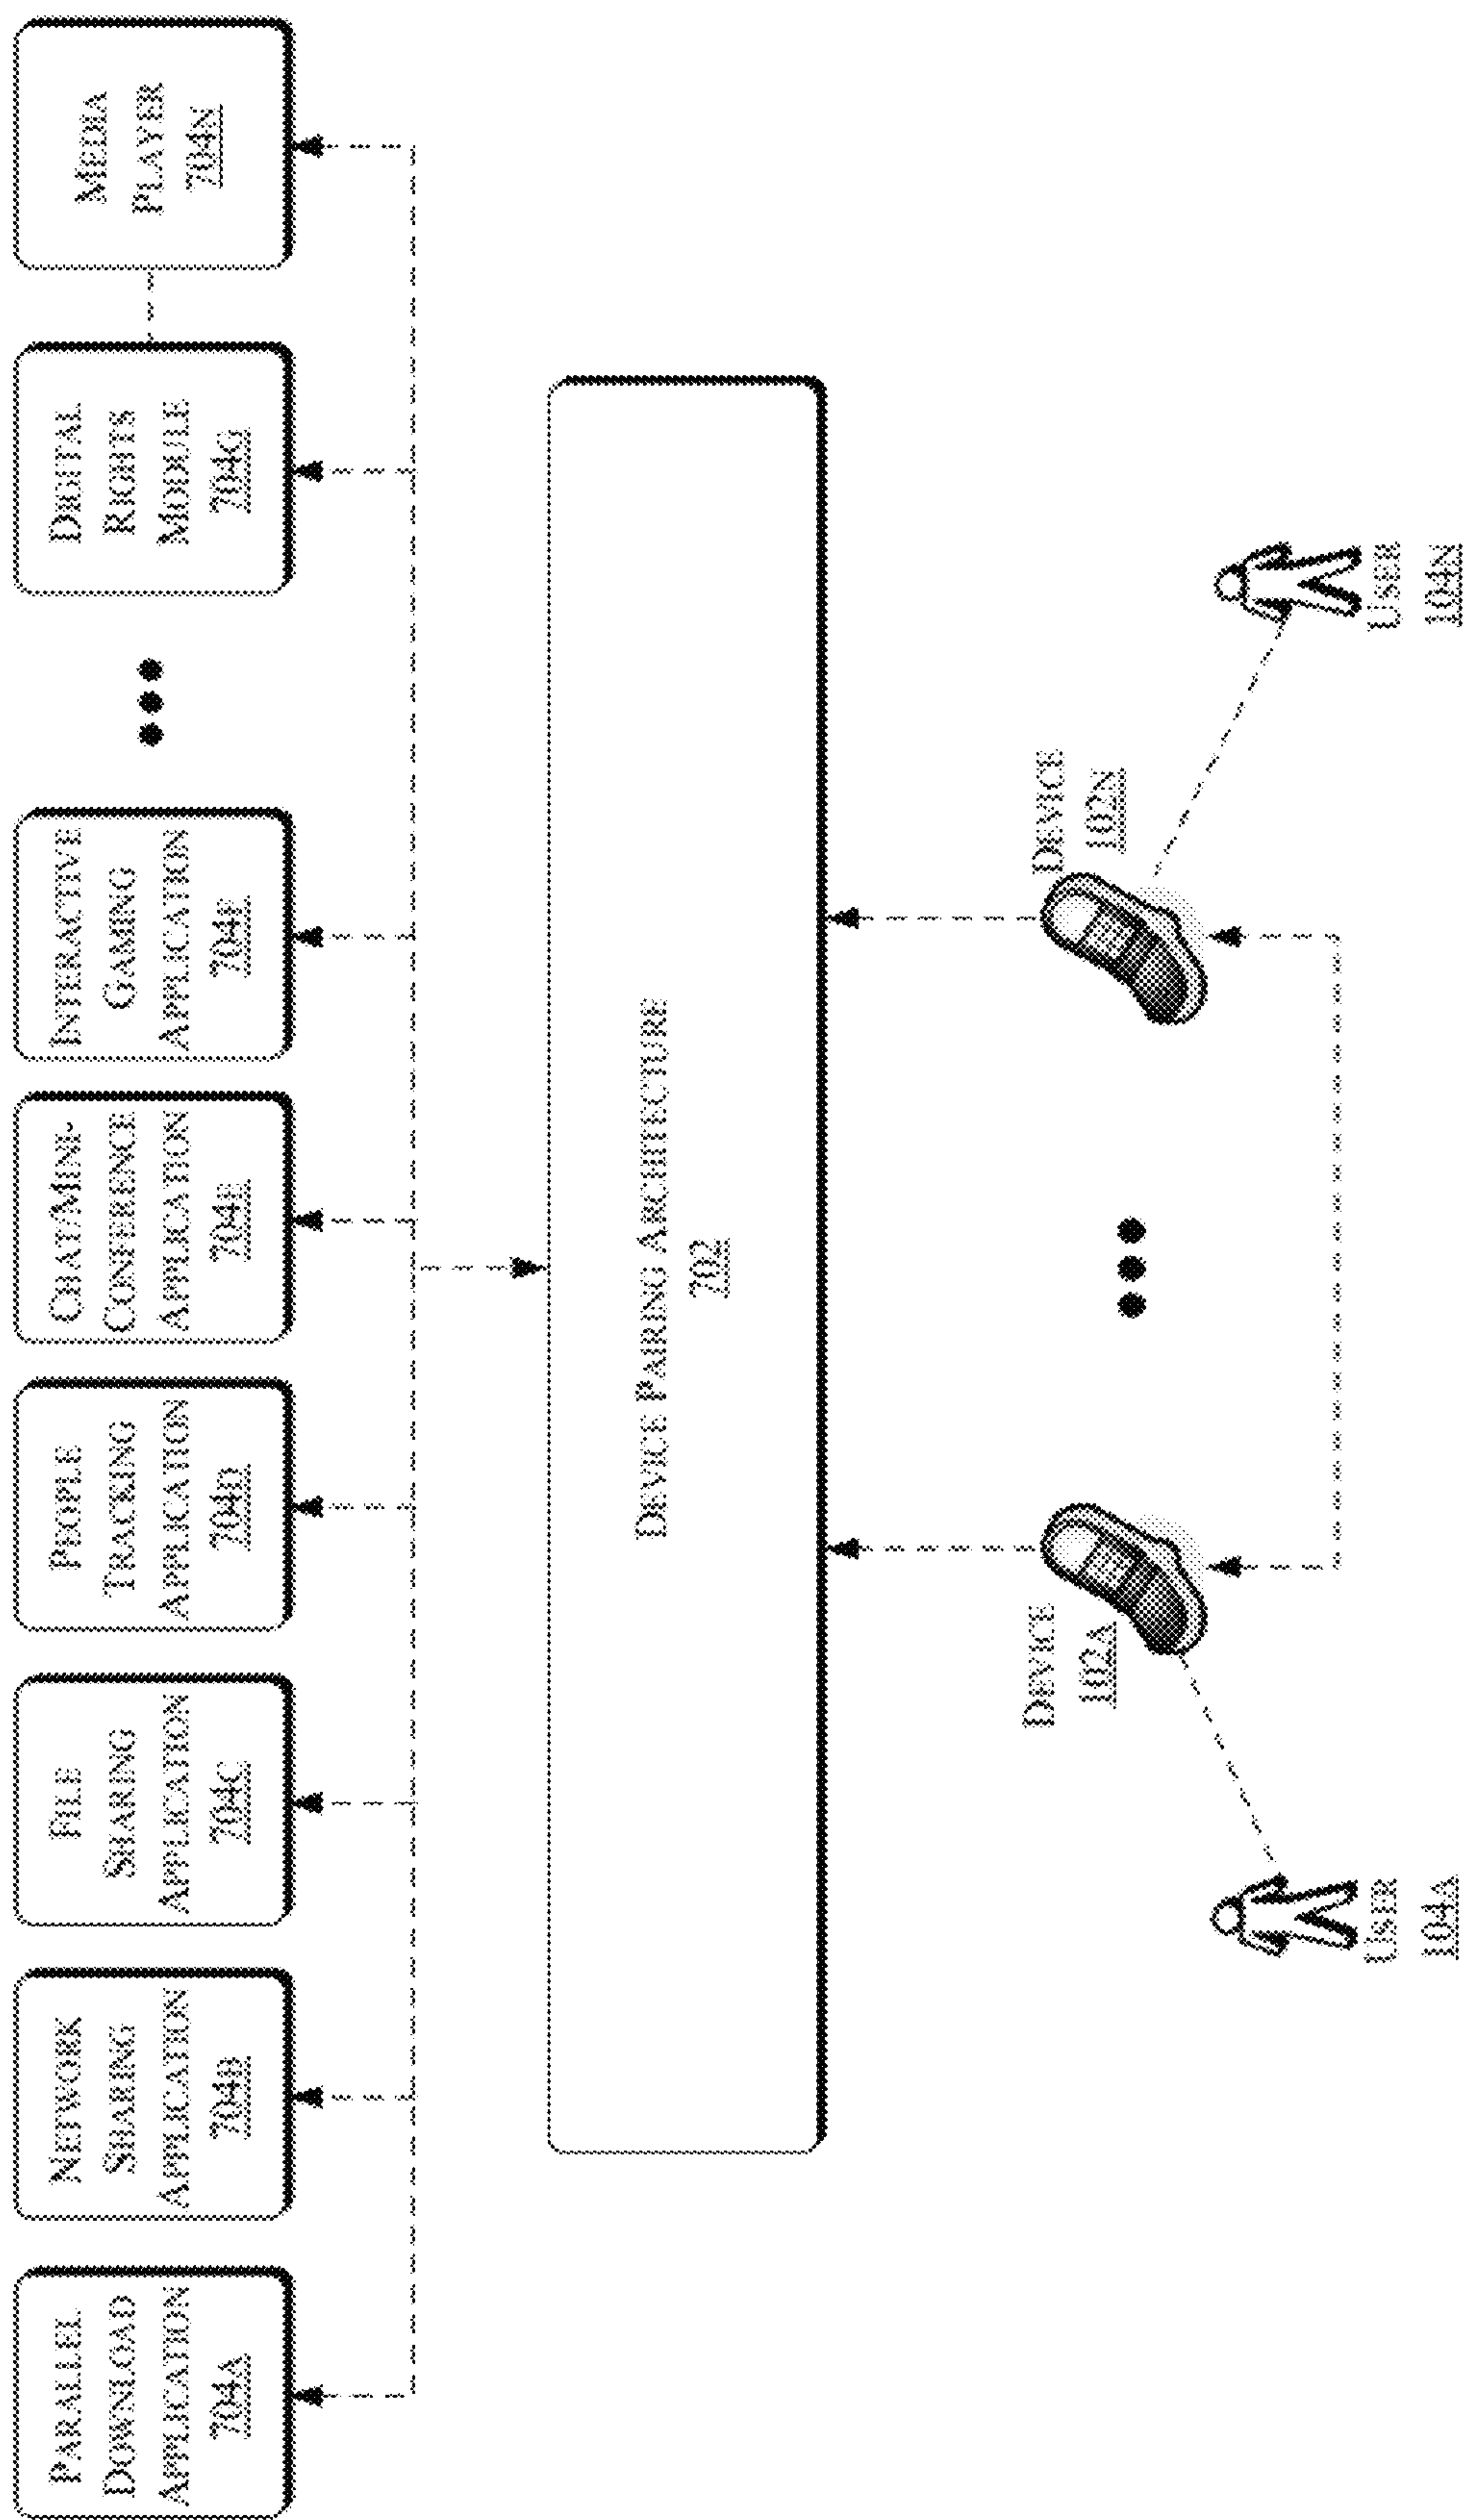 PARALLEL
DOWNLOAD
APPLICATION
704A
NETWORK
SHARING
APPLICATION
704B
FILE
SHARING
APPLICATION
704C
PEOPLE
TRACKING
APPLICATION
704D
CHAT/MINI-
CONFERENCE
APPLICATION
704E
INTERACTIVE
GAMING
APPLICATION
704F
DIGITAL
RIGHTS
MODULE
704G
MEDIA
PLAYER
704N
DEVICE PAIRING ARCHITECTURE
702
DEVICE
102A
DEVICE
102N
USER
104A
USER
104N